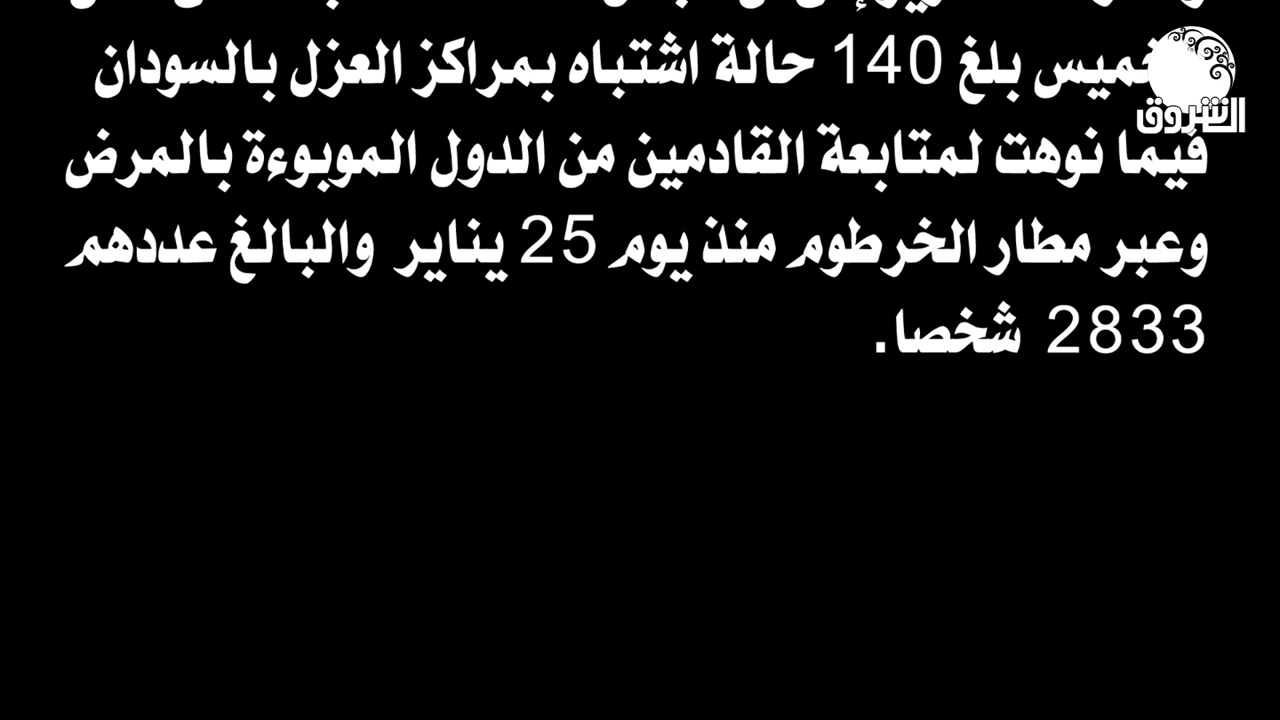 بلغ 140 حالة اشتباه بمراكز العزل بالسودان
فيما نوهت لمتابعة القادمين من الدول الموبوءة بالمرض
وعبر مطار الخرطوم منذ يوم 25 يناير والبالغ عددهم
2833 شخصا.
الشروق